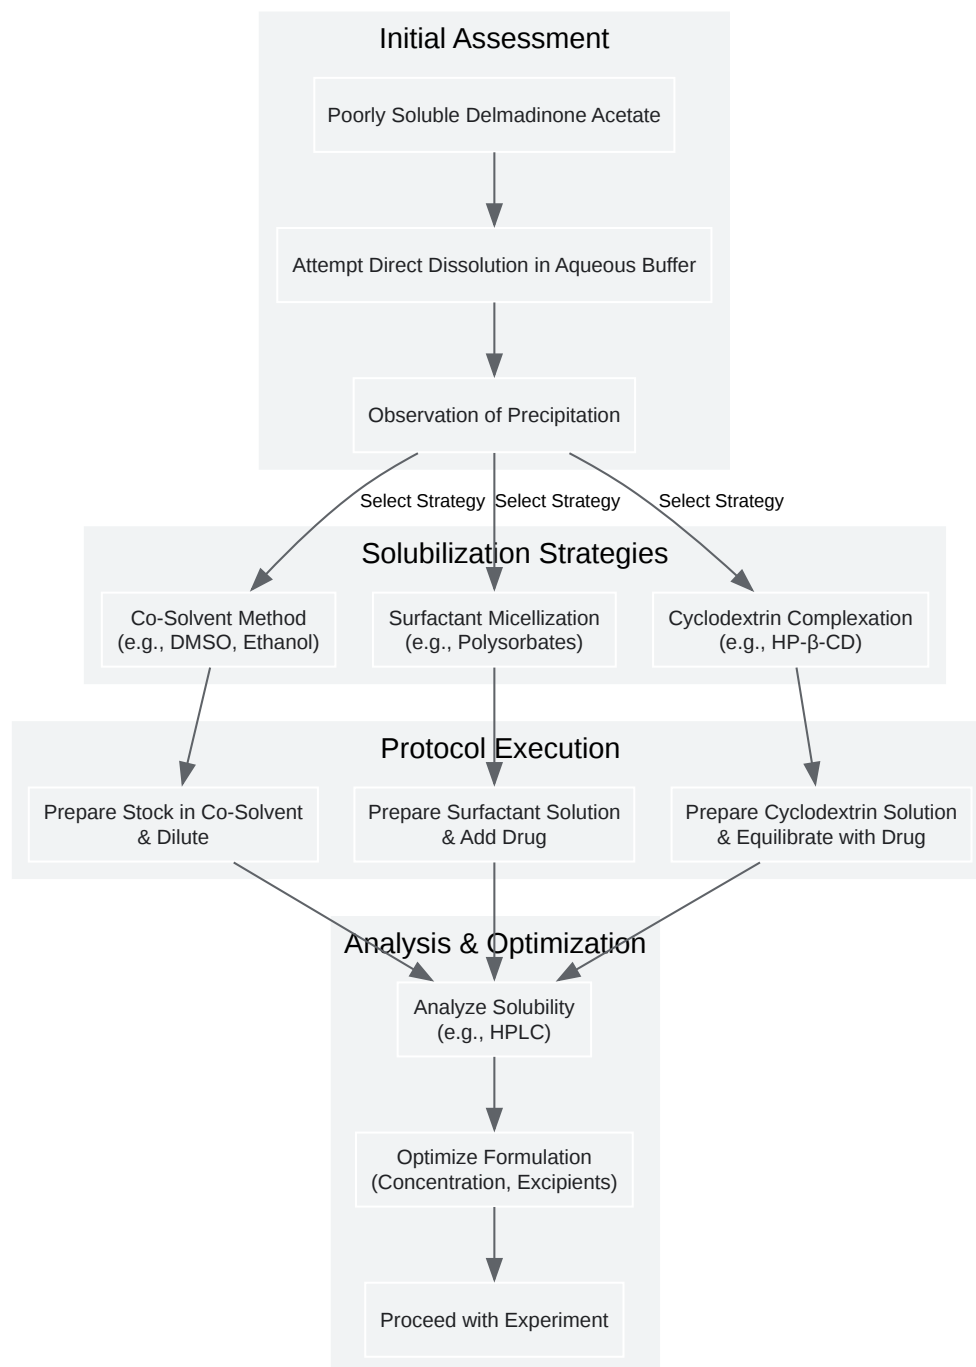 Initial Assessment
Poorly Soluble Delmadinone Acetate
Attempt Direct Dissolution in Aqueous Buffer
Observation of Precipitation
Select Strategy
Select Strategy
Select Strategy
Solubilization Strategies
Co-Solvent Method
(e.g., DMSO, Ethanol)
Surfactant Micellization
(e.g., Polysorbates)
Cyclodextrin Complexation
(e.g., HP-β-CD)
Protocol Execution
Prepare Stock in Co-Solvent
& Dilute
Prepare Surfactant Solution
& Add Drug
Prepare Cyclodextrin Solution
& Equilibrate with Drug
Analysis & Optimization
Analyze Solubility
(e.g., HPLC)
Optimize Formulation
(Concentration, Excipients)
Proceed with Experiment